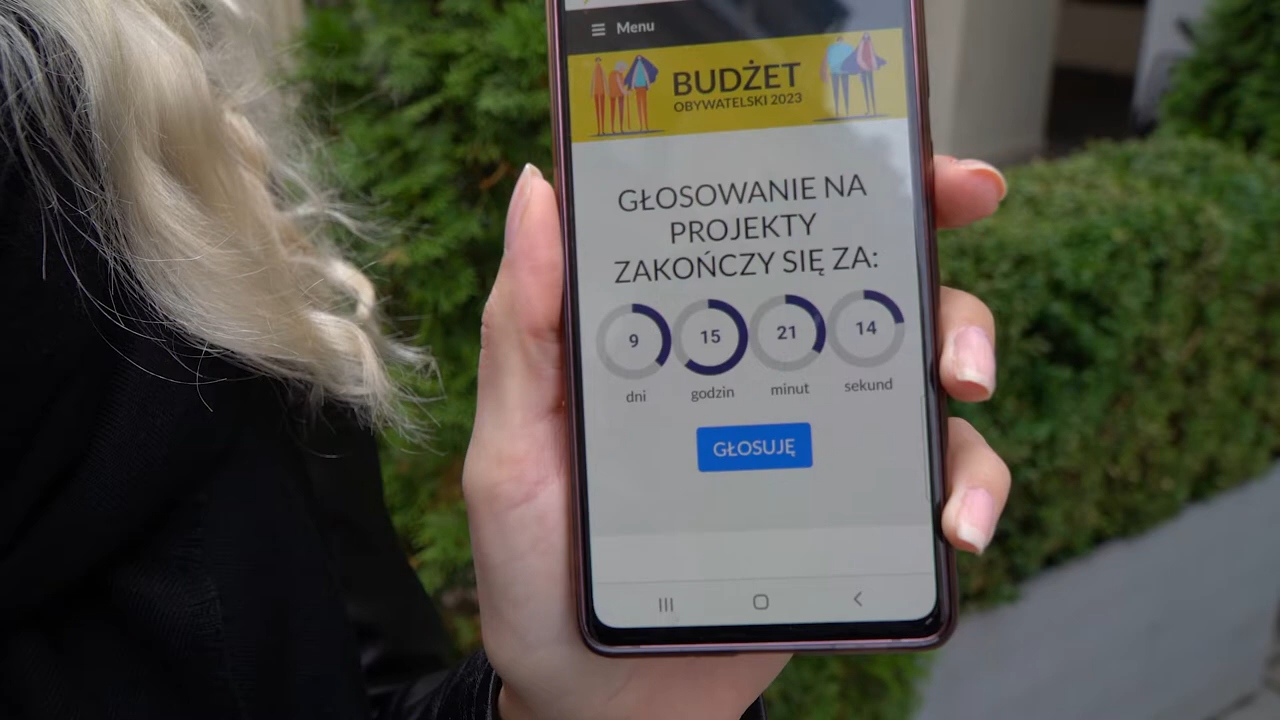 Menu
BUDŻET
OBYWATELSKI 2023
GŁOSOWANIE NA
PROJEKTY
ZAKOŃCZY SIĘ ZA:
9 15 21 14
dni godzin minut sekund
GŁOSUJĘ